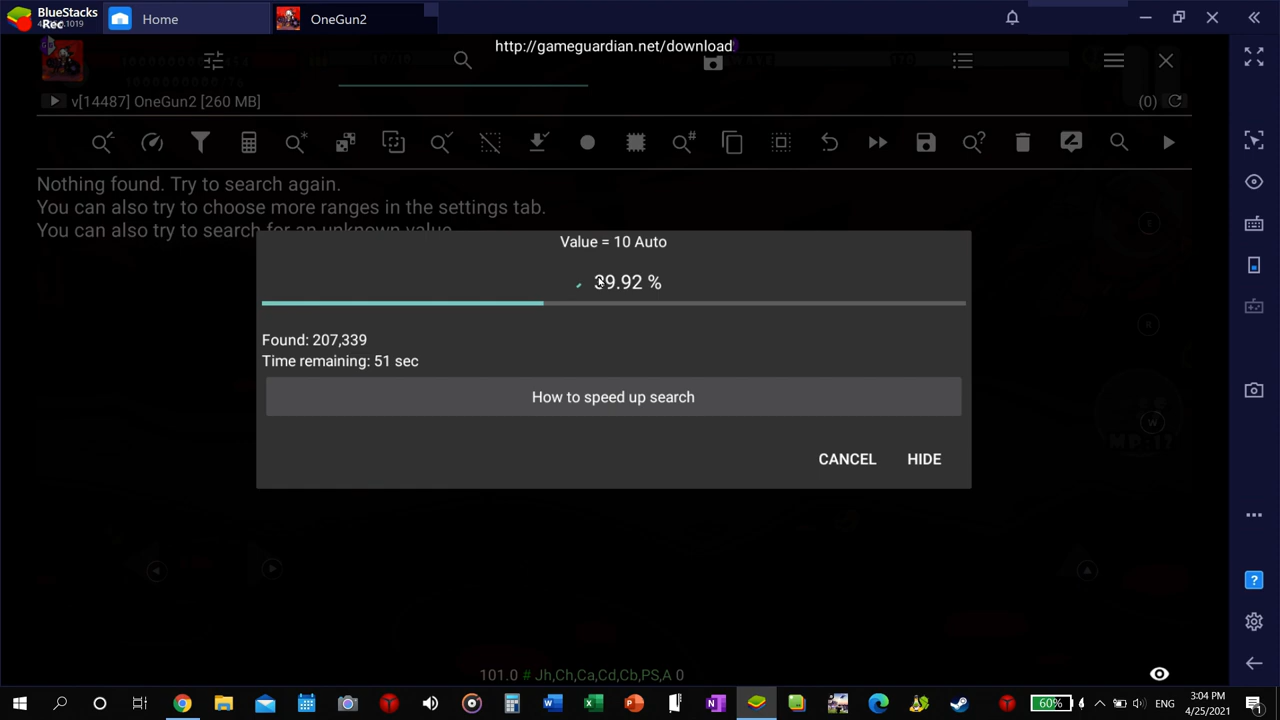 BlueStacks
Rec
Home
OneGun2
http://gameguardian.net/download
v[14487] OneGun2 [260 MB]
(0)
Nothing found. Try to search again.
You can also try to choose more ranges in the settings tab.
You can also try to search for an unknown value.
Value = 10 Auto
39.92 %
Found: 207,339
Time remaining: 51 sec
How to speed up search
CANCEL
HIDE
101.0 # Jh,Ch,Ca,Cd,Cb,PS,A 0
60%
ENG
3:04 PM
4/25/2021